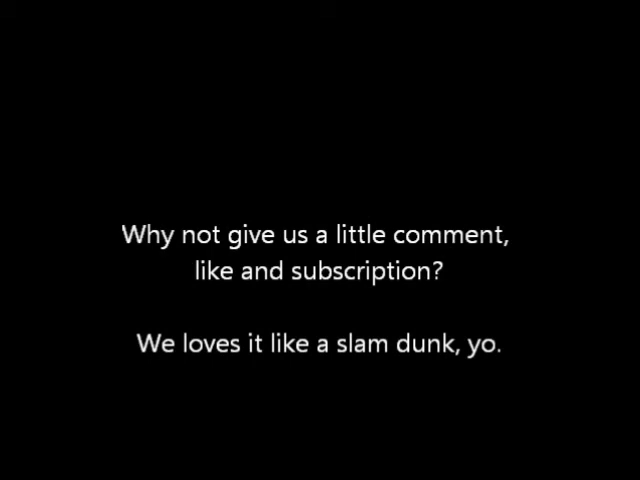 Why not give us a little comment,
like and subscription?
We loves it like a slam dunk, yo.